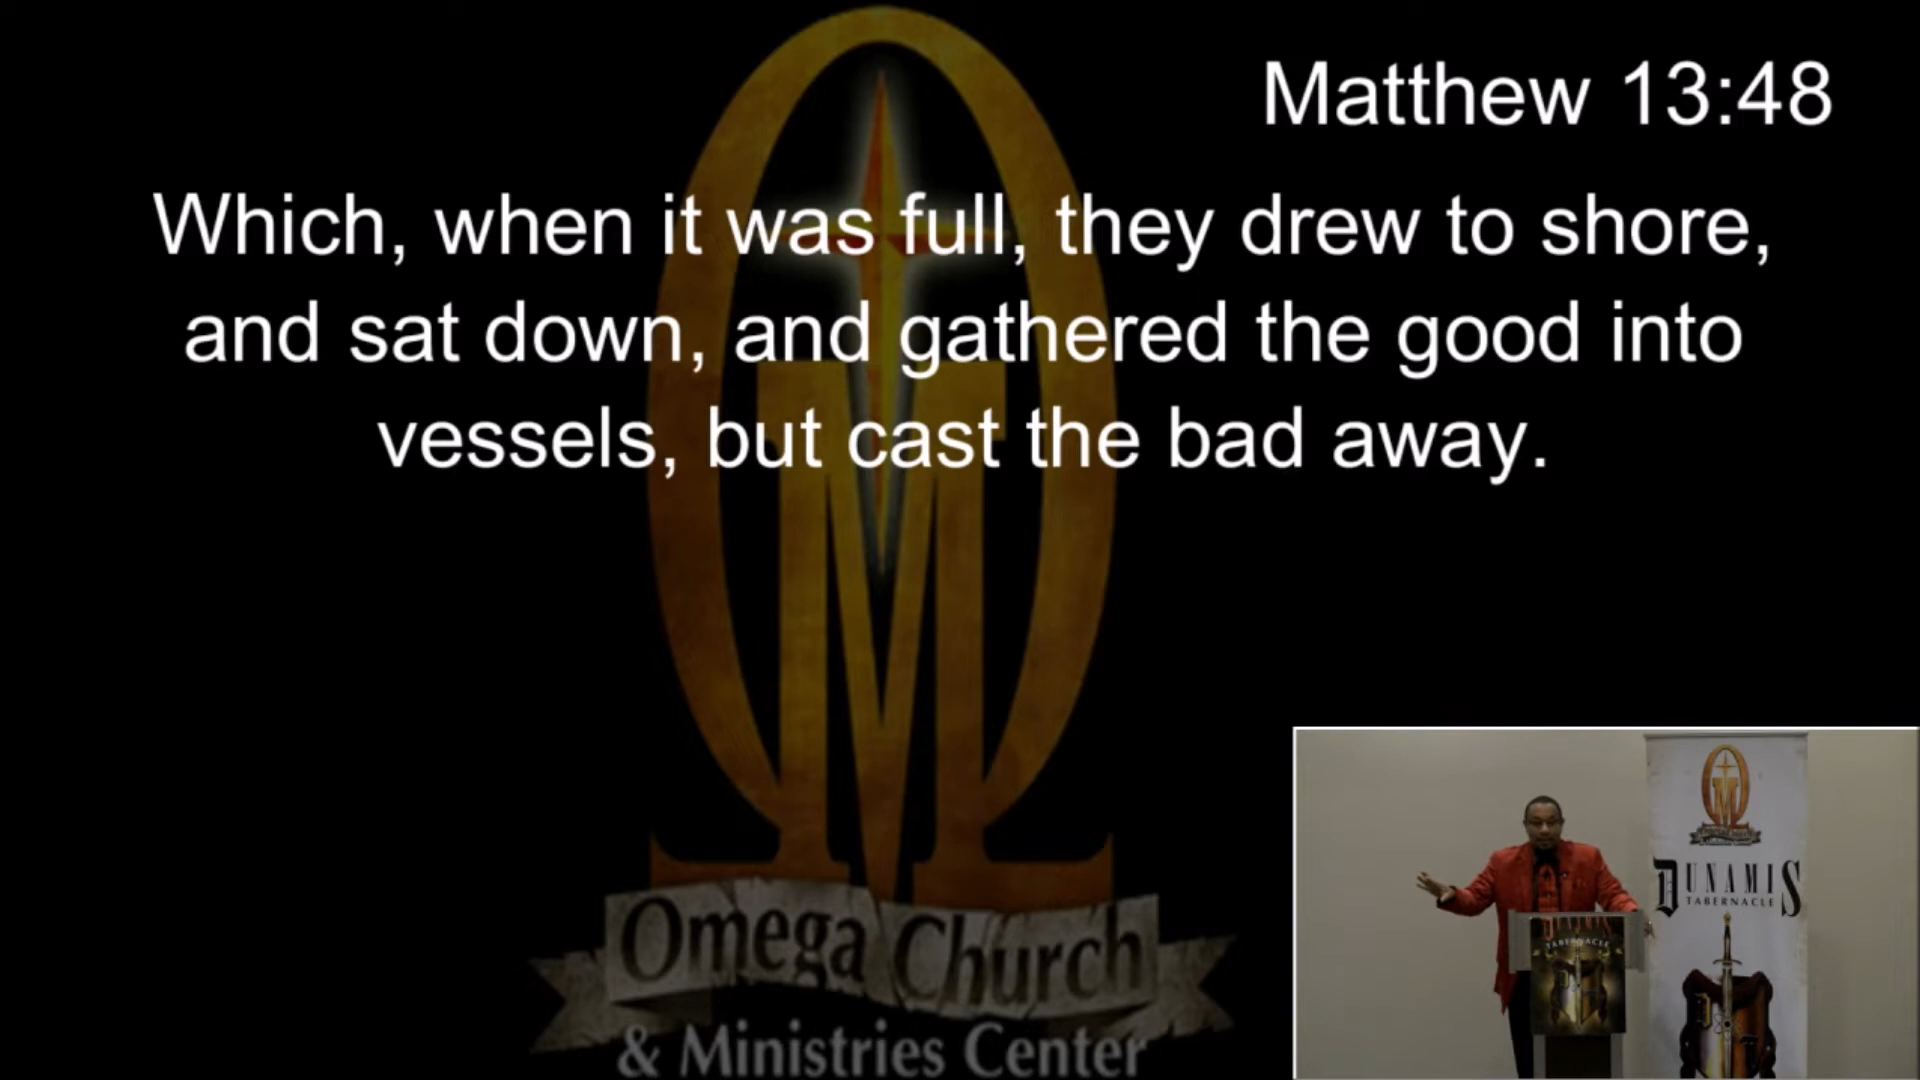 Matthew 13:48
Which, when it was full, they drew to shore,
and sat down, and gathered the good into
vessels, but cast the bad away.
Omega Church
& Ministries Center
DUNAMIS
TABERNACLE
TABERNACLE